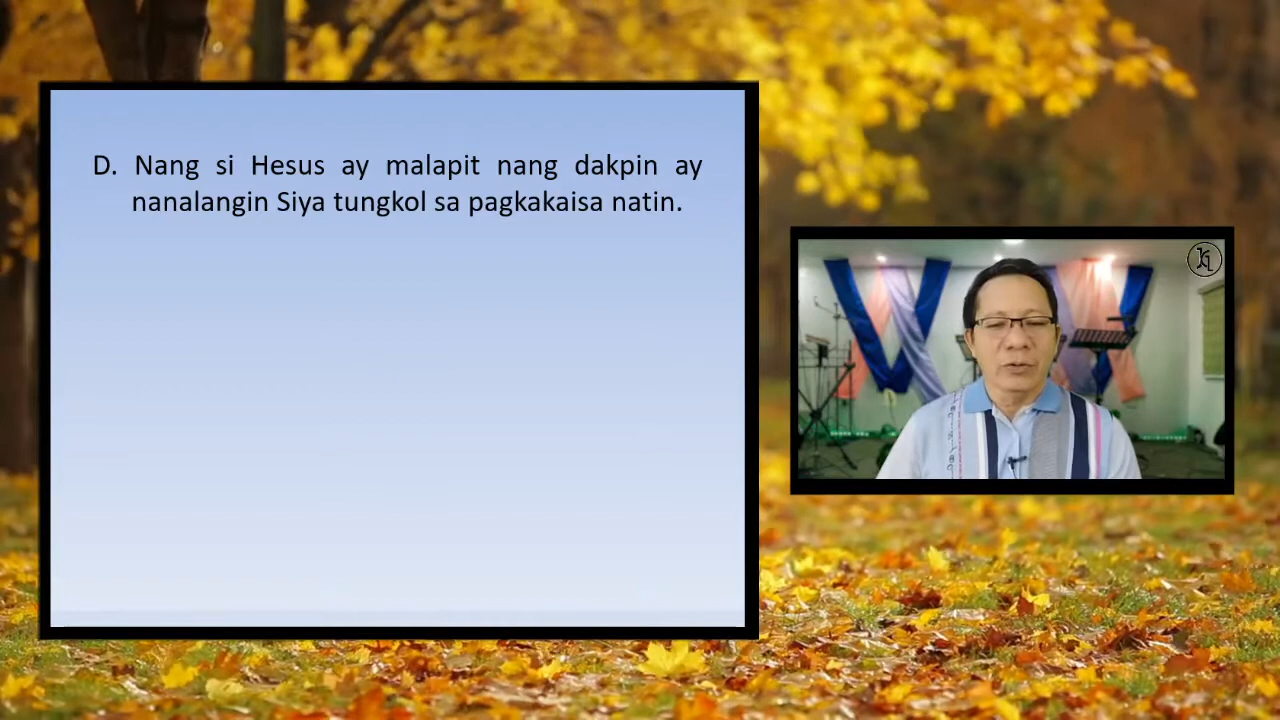 D. Nang si Hesus ay malapit nang dakpin ay
nanalangin Siya tungkol sa pagkakaisa natin.